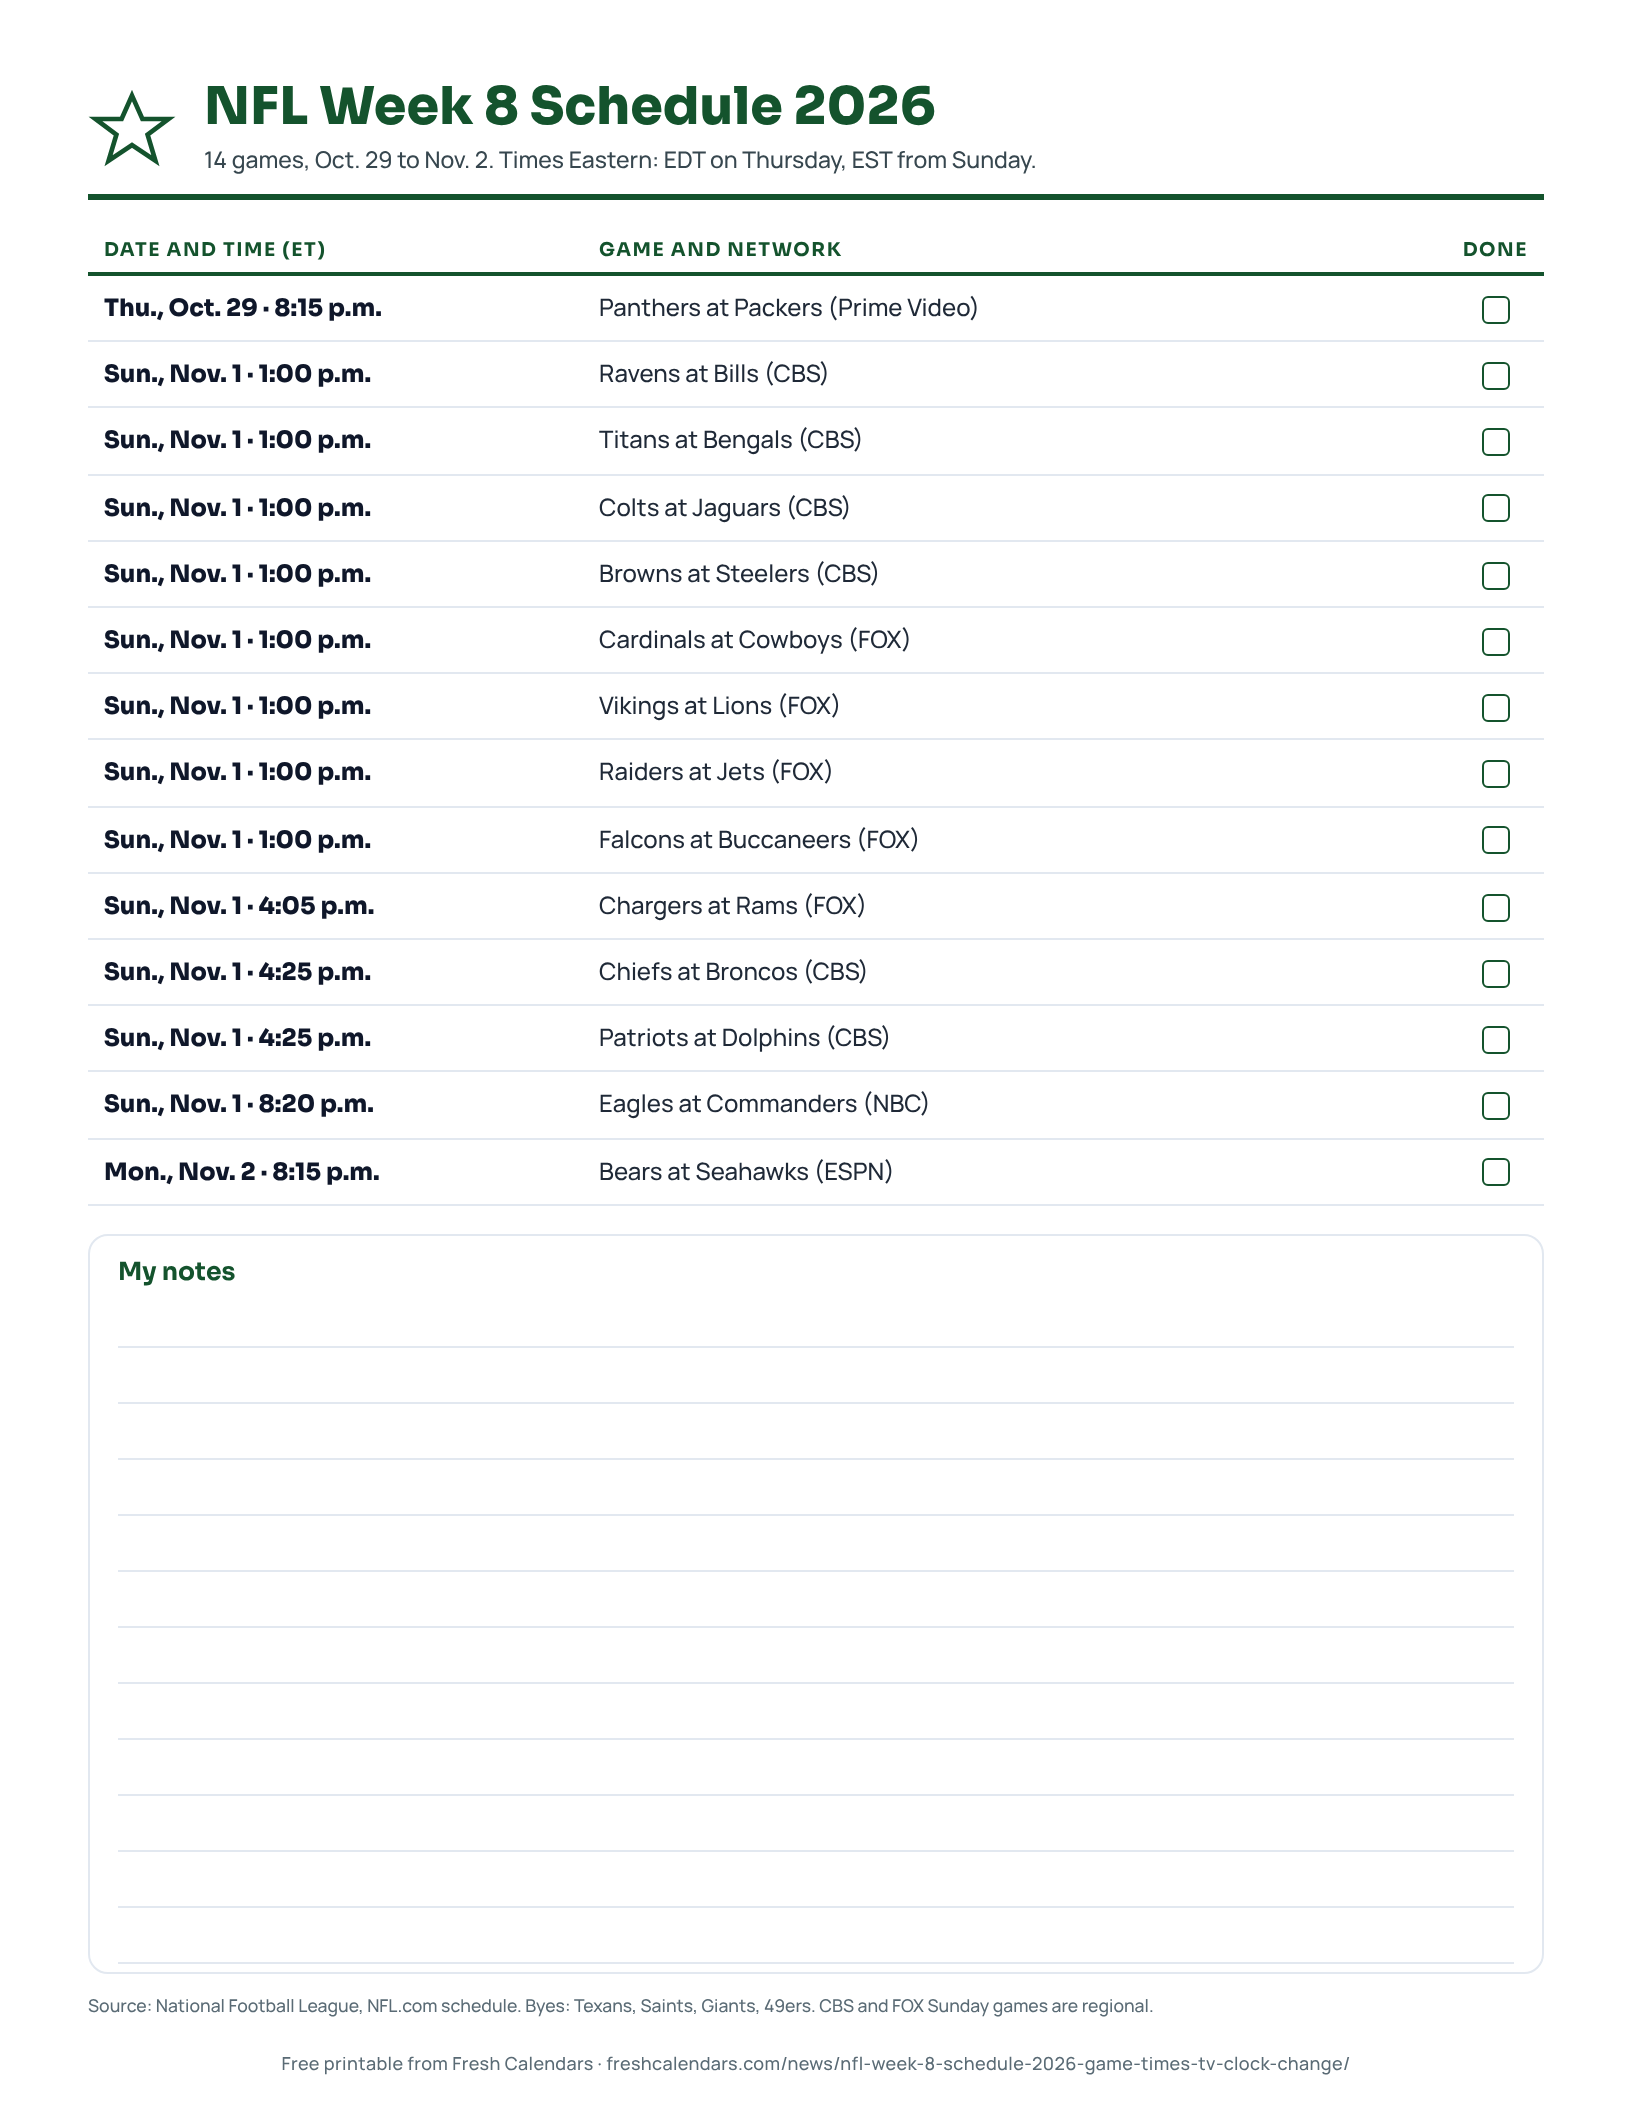 NFL Week 8 Schedule 2026
14 games, Oct. 29 to Nov. 2. Times Eastern: EDT on Thursday, EST from Sunday.
DATE AND TIME (ET) GAME AND NETWORK DONE
Thu., Oct. 29 · 8:15 p.m. Panthers at Packers (Prime Video)
Sun., Nov. 1 · 1:00 p.m. Ravens at Bills (CBS)
Sun., Nov. 1 · 1:00 p.m. Titans at Bengals (CBS)
Sun., Nov. 1 · 1:00 p.m. Colts at Jaguars (CBS)
Sun., Nov. 1 · 1:00 p.m. Browns at Steelers (CBS)
Sun., Nov. 1 · 1:00 p.m. Cardinals at Cowboys (FOX)
Sun., Nov. 1 · 1:00 p.m. Vikings at Lions (FOX)
Sun., Nov. 1 · 1:00 p.m. Raiders at Jets (FOX)
Sun., Nov. 1 · 1:00 p.m. Falcons at Buccaneers (FOX)
Sun., Nov. 1 · 4:05 p.m. Chargers at Rams (FOX)
Sun., Nov. 1 · 4:25 p.m. Chiefs at Broncos (CBS)
Sun., Nov. 1 · 4:25 p.m. Patriots at Dolphins (CBS)
Sun., Nov. 1 · 8:20 p.m. Eagles at Commanders (NBC)
Mon., Nov. 2 · 8:15 p.m. Bears at Seahawks (ESPN)
My notes
Source: National Football League, NFL.com schedule. Byes: Texans, Saints, Giants, 49ers. CBS and FOX Sunday games are regional.
Free printable from Fresh Calendars · freshcalendars.com/news/nfl-week-8-schedule-2026-game-times-tv-clock-change/